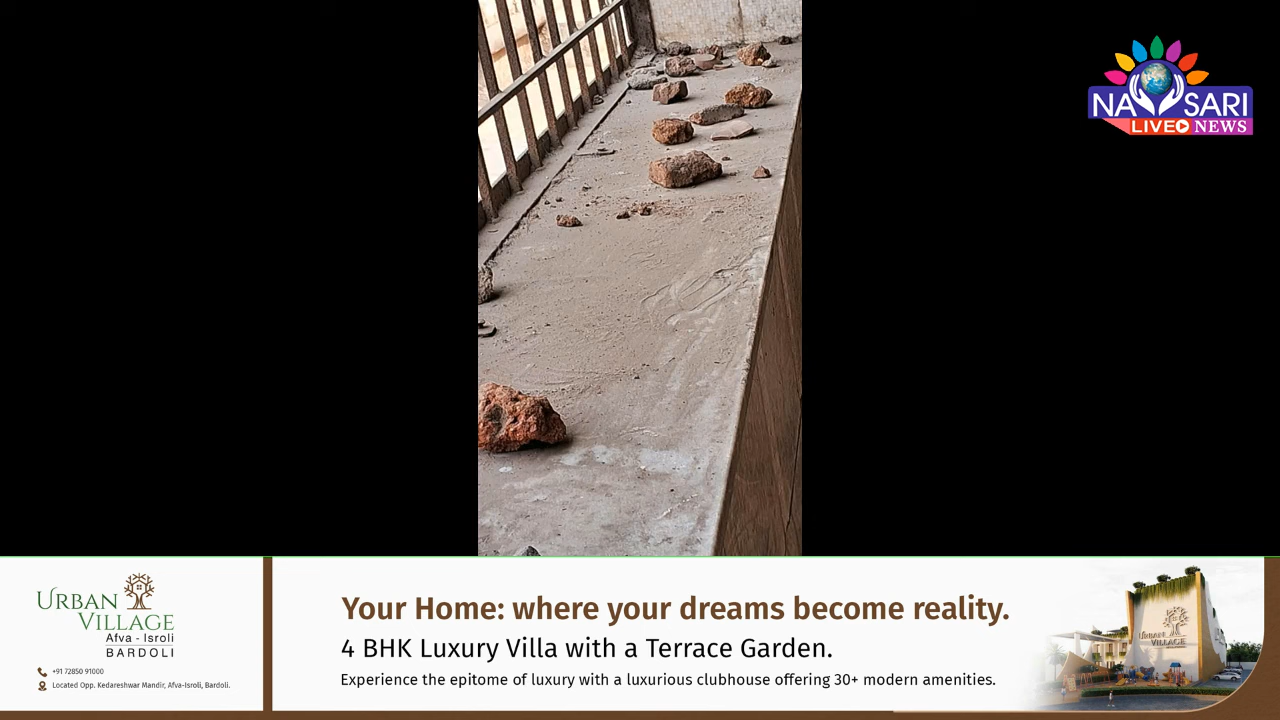 NAVSARI
LIVE NEWS
URBAN
VILLAGE
Afva - Isroli
BARDOLI
+91 72850 91000
Located Opp. Kedareshwar Mandir, Afva-Isroli, Bardoli.
Your Home: where your dreams become reality.
4 BHK Luxury Villa with a Terrace Garden.
Experience the epitome of luxury with a luxurious clubhouse offering 30+ modern amenities.
URBAN
VILLAGE